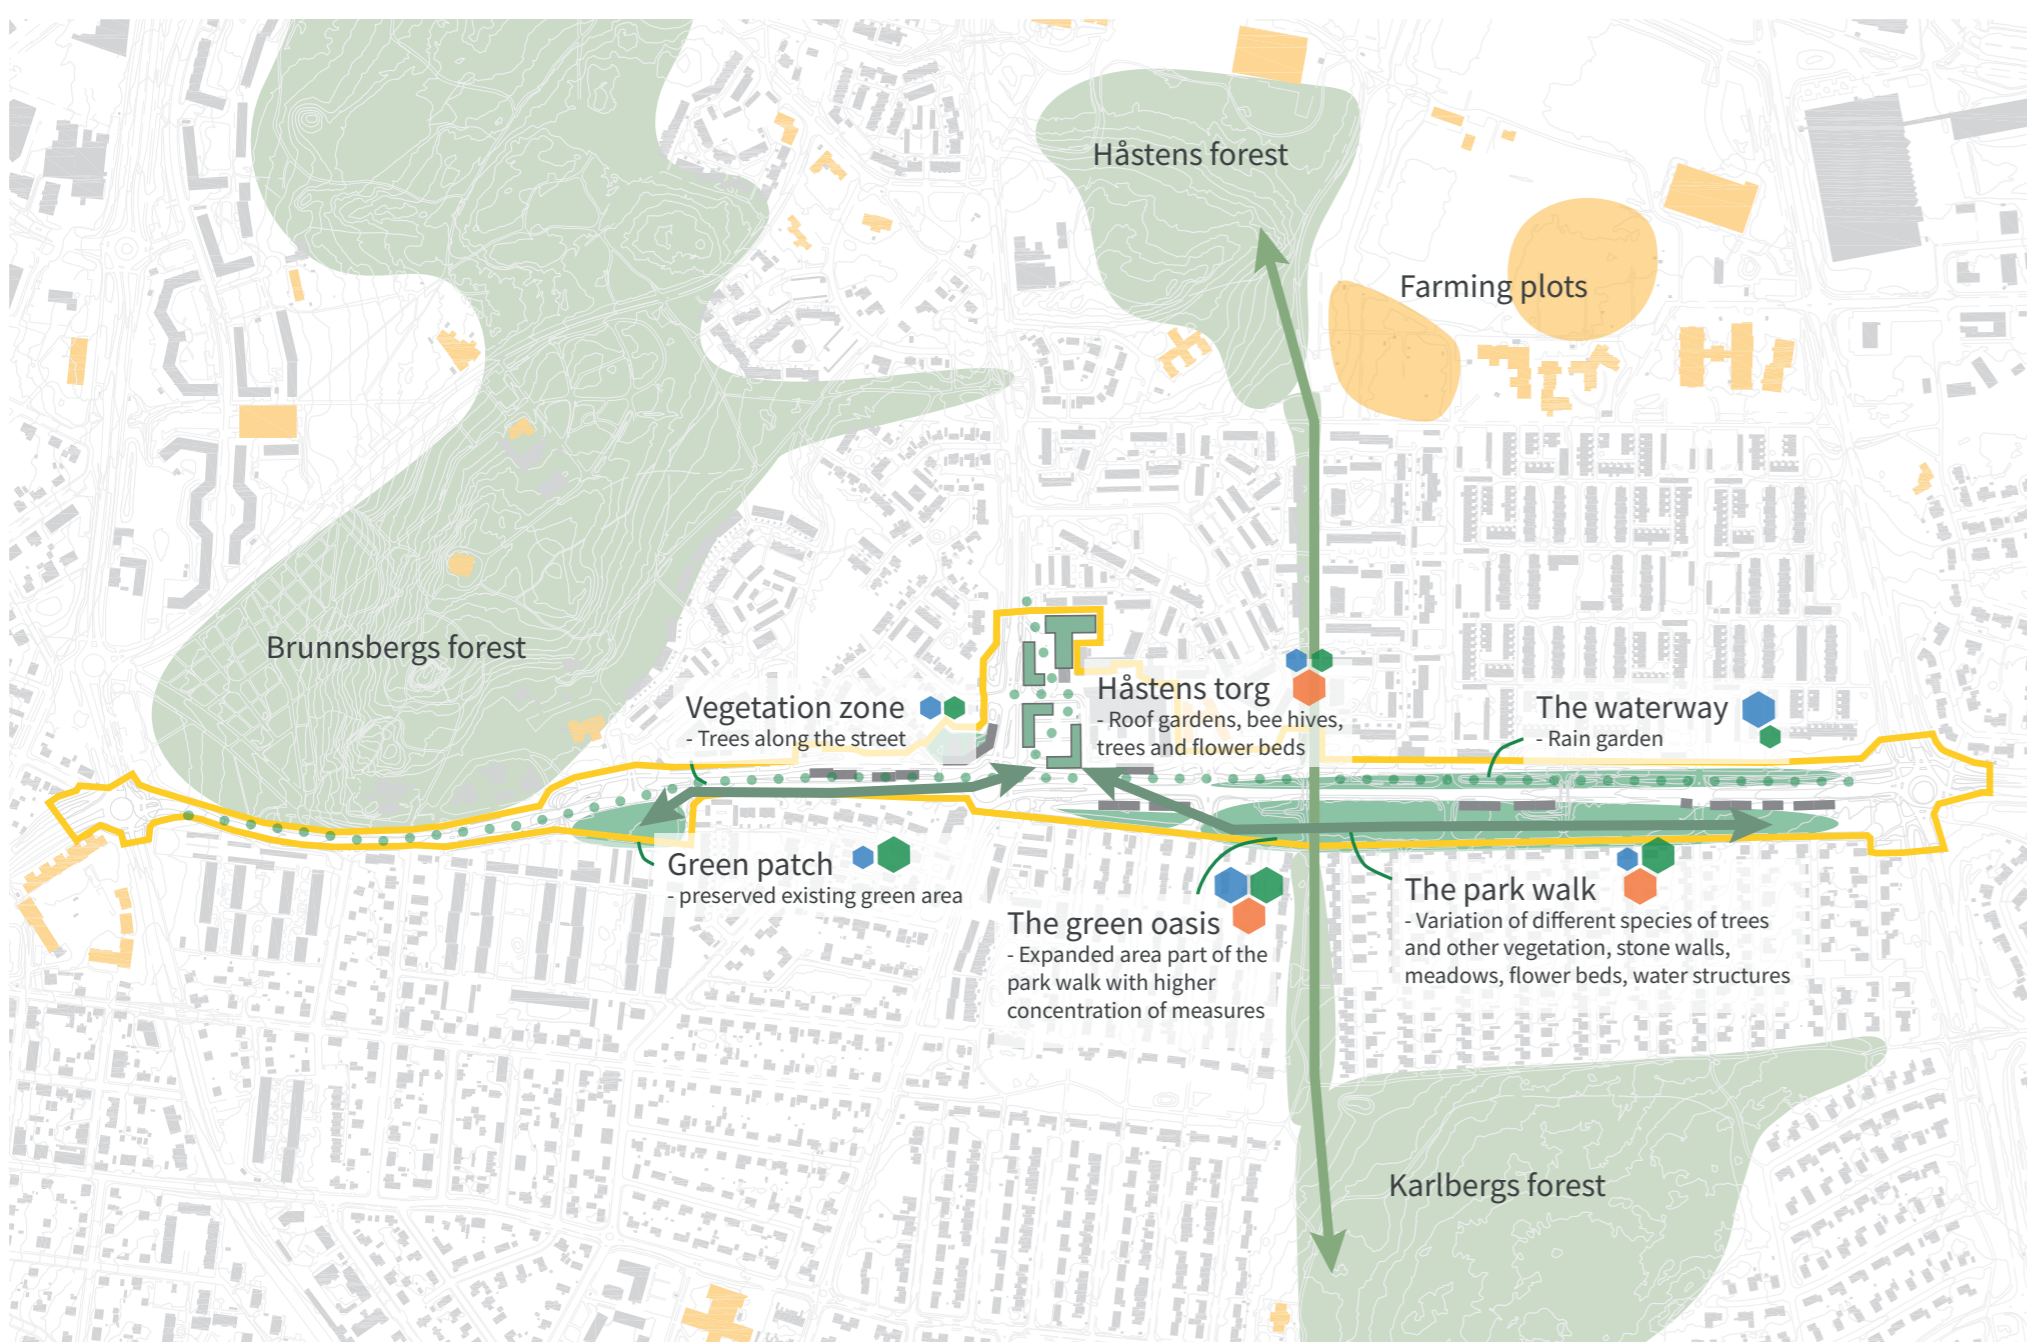 Håstens forest
Farming plots
Brunnsbergs forest
Vegetation zone
- Trees along the street
Håstens torg
- Roof gardens, bee hives,
trees and flower beds
The waterway
- Rain garden
Green patch
- preserved existing green area
The green oasis
- Expanded area part of the
park walk with higher
concentration of measures
The park walk
- Variation of different species of trees
and other vegetation, stone walls,
meadows, flower beds, water structures
Karlbergs forest